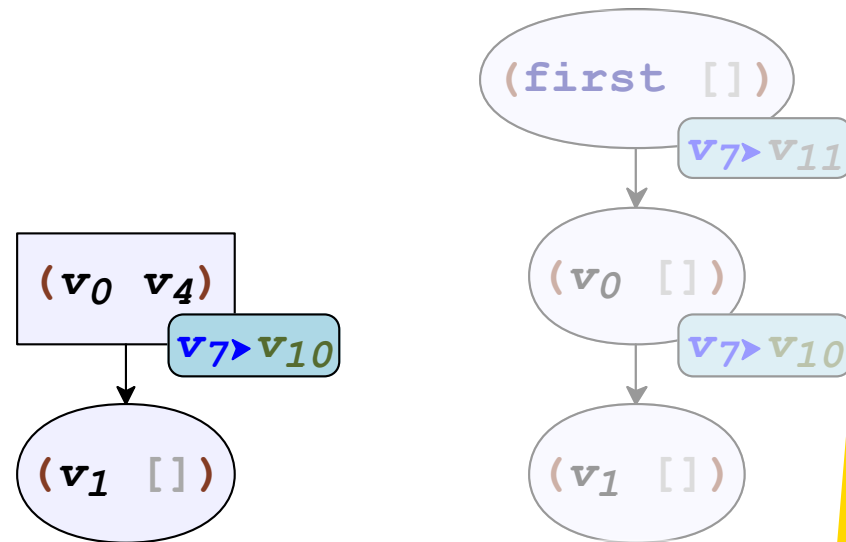 (first [])
v7➤v11
(v0 v4)
v7➤v10
(v0 [])
v7➤v10
(v1 [])
(v1 [])